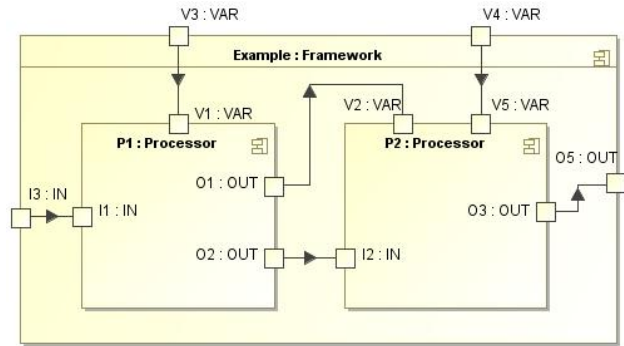 V3 : VAR
V4 : VAR
Example : Framework
V1 : VAR
V2 : VAR
V5 : VAR
P1 : Processor
P2 : Processor
O5 : OUT
O1 : OUT
I3 : IN
I1 : IN
O3 : OUT
O2 : OUT
I2 : IN